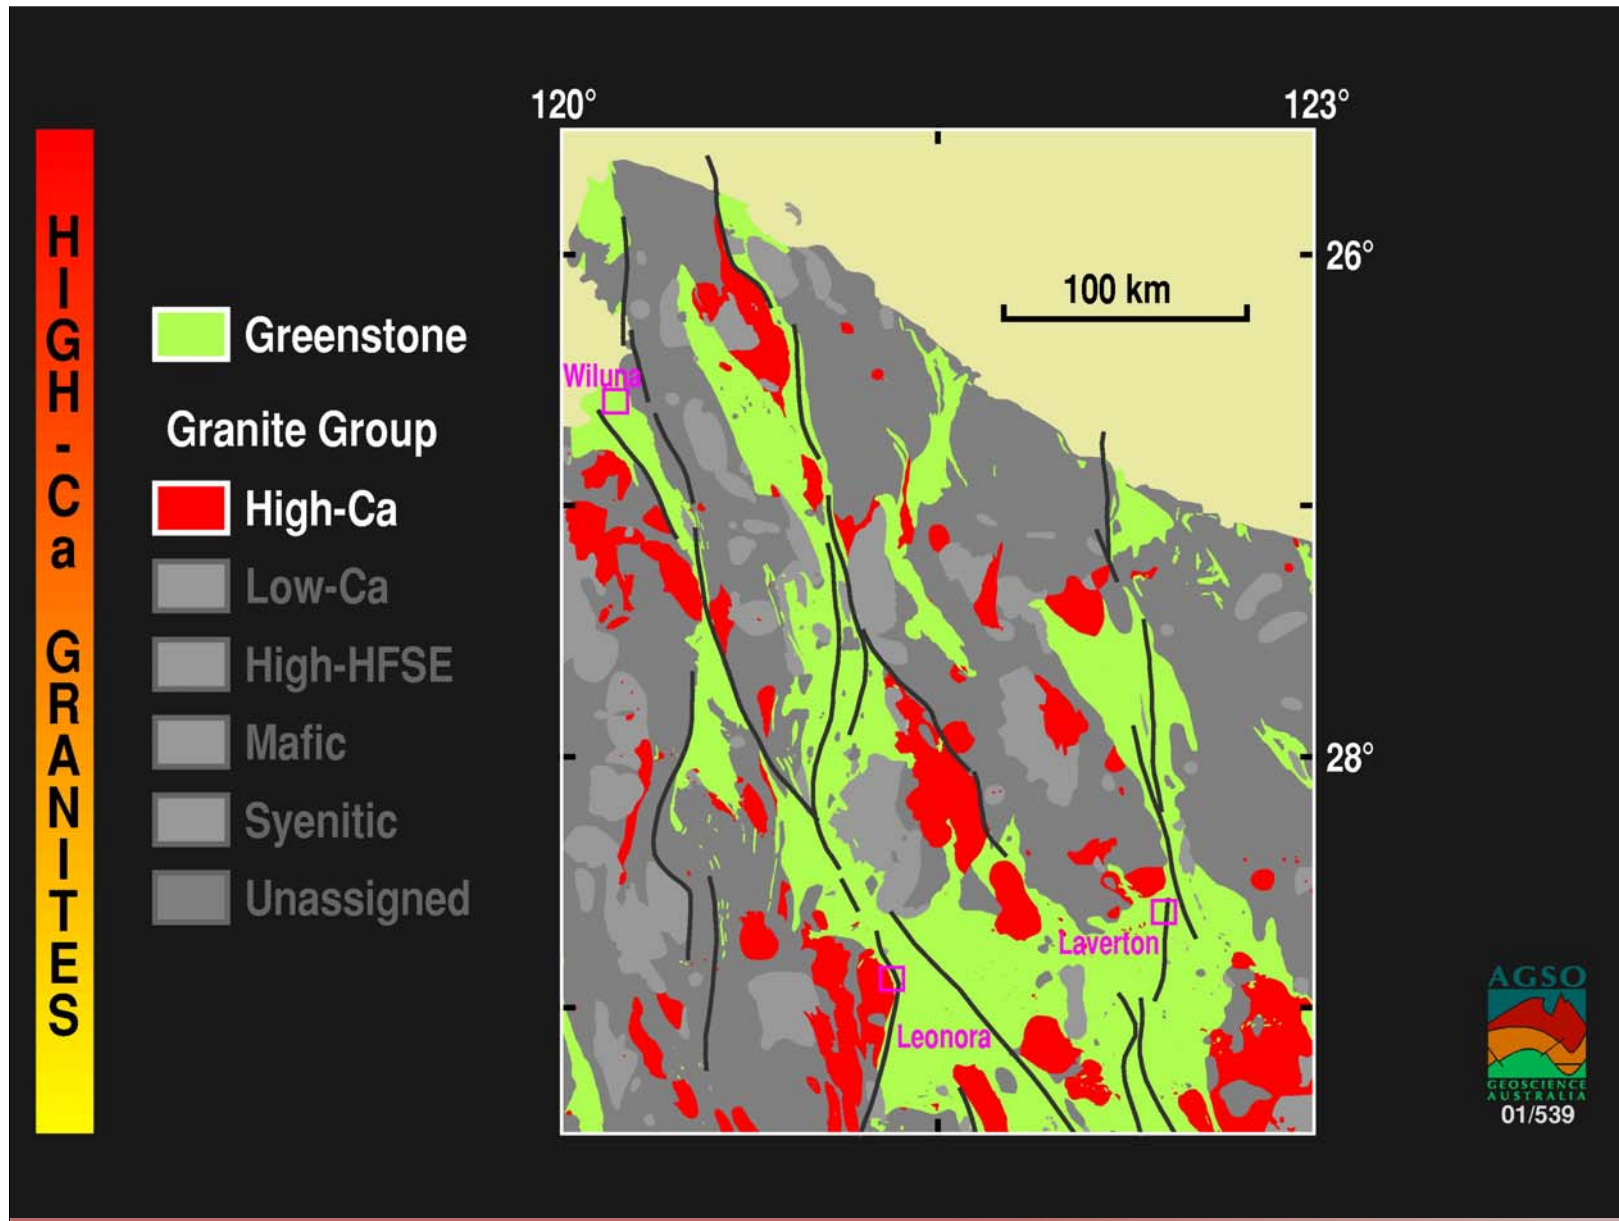 HIGH-Ca GRANITES
Greenstone
Granite Group
High-Ca
Low-Ca
High-HFSE
Mafic
Syenitic
Unassigned
120°
123°
26°
100 km
Wiluna
28°
Laverton
Leonora
AGSO
GEOSCIENCE
AUSTRALIA
01/539